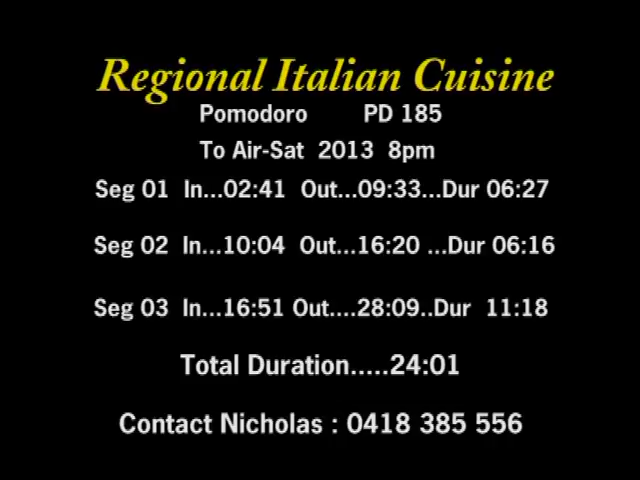 Regional Italian Cuisine
Pomodoro PD 185
To Air-Sat 2013 8pm
Seg 01 In...02:41 Out...09:33...Dur 06:27
Seg 02 In...10:04 Out...16:20 ...Dur 06:16
Seg 03 In...16:51 Out....28:09..Dur 11:18
Total Duration.....24:01
Contact Nicholas : 0418 385 556